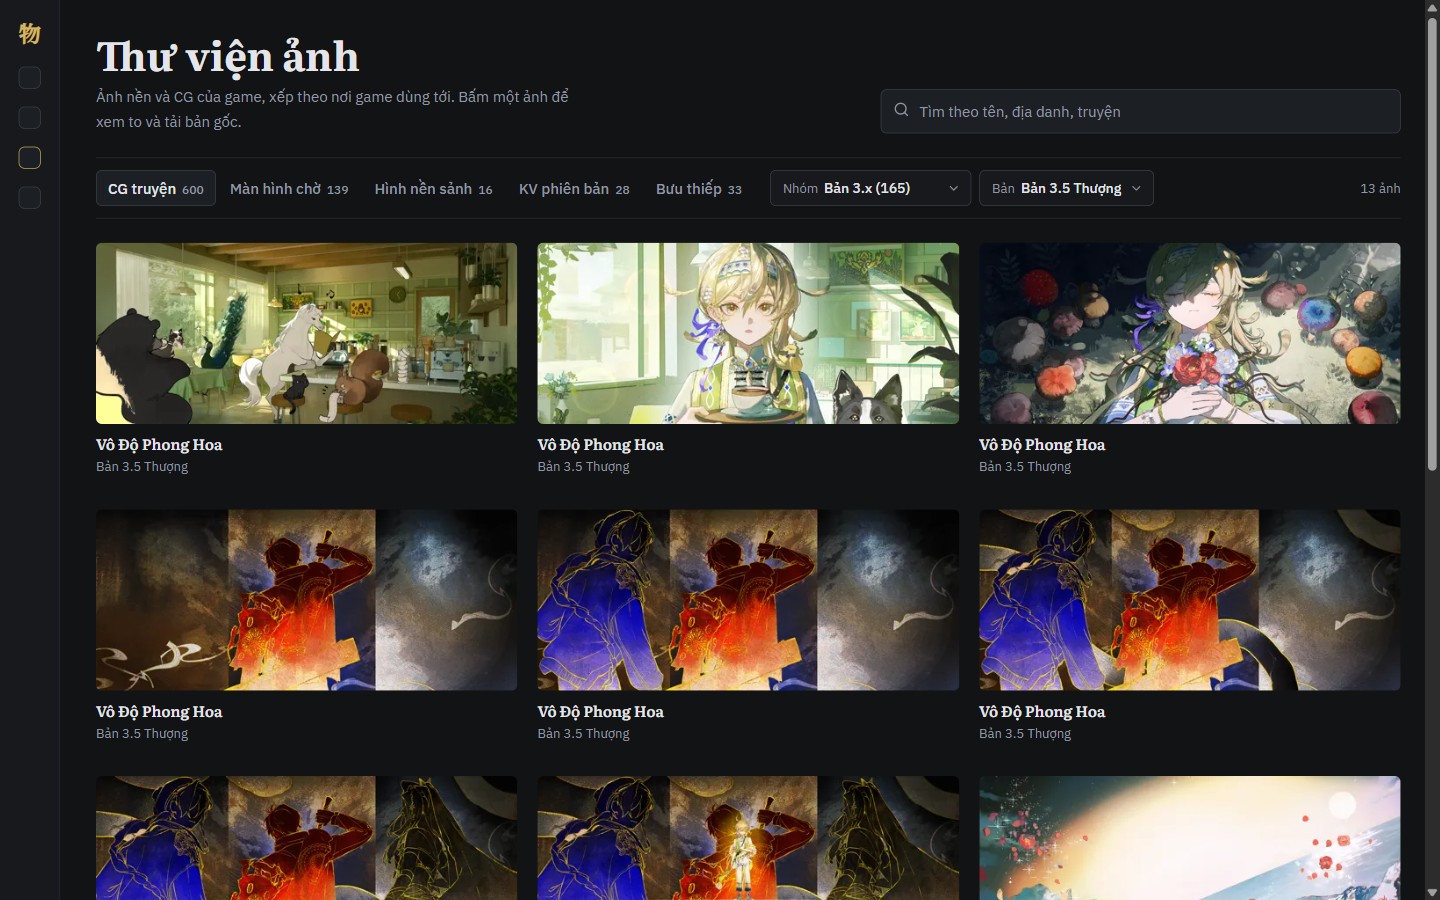 物
Thư viện ảnh
Ảnh nền và CG của game, xếp theo nơi game dùng tới. Bấm một ảnh để
xem to và tải bản gốc.
Tìm theo tên, địa danh, truyện
CG truyện 600 Màn hình chờ 139 Hình nền sảnh 16 KV phiên bản 28 Bưu thiếp 33 Nhóm Bản 3.x (165) Bản Bản 3.5 Thượng 13 ảnh
Vô Độ Phong Hoa
Bản 3.5 Thượng
Vô Độ Phong Hoa
Bản 3.5 Thượng
Vô Độ Phong Hoa
Bản 3.5 Thượng
Vô Độ Phong Hoa
Bản 3.5 Thượng
Vô Độ Phong Hoa
Bản 3.5 Thượng
Vô Độ Phong Hoa
Bản 3.5 Thượng